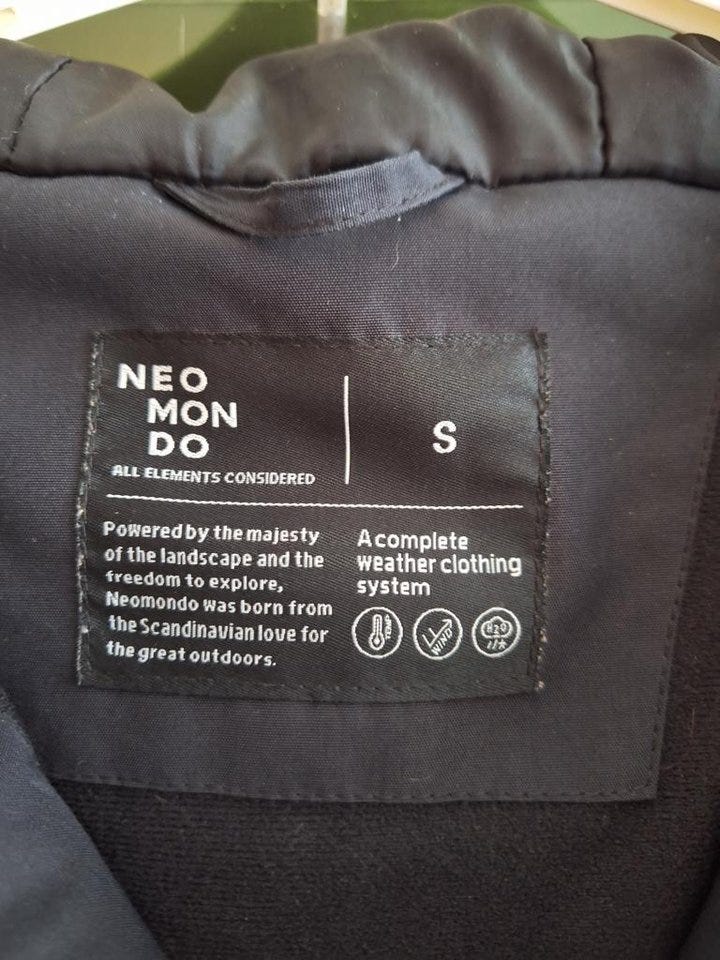 NEO
MON
DO
ALL ELEMENTS CONSIDERED
S
Powered by the majesty
of the landscape and the
freedom to explore,
Neomondo was born from
the Scandinavian love for
the great outdoors.
A complete
weather clothing
system
WIND
H2O